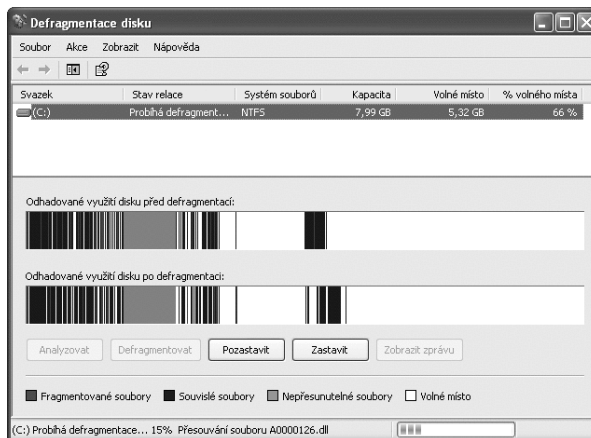 Defragmentace disku
Soubor Akce Zobrazit Nápověda
Svazek Stav relace Systém souborů Kapacita Volné místo % volného místa
(C:) Probíhá defragment... NTFS 7,99 GB 5,32 GB 66 %
Odhadované využití disku před defragmentací:
Odhadované využití disku po defragmentaci:
Analyzovat Defragmentovat Pozastavit Zastavit Zobrazit zprávu
Fragmentované soubory Souvislé soubory Nepřesunutelné soubory Volné místo
(C:) Probíhá defragmentace... 15% Přesouvání souboru A0000126.dll